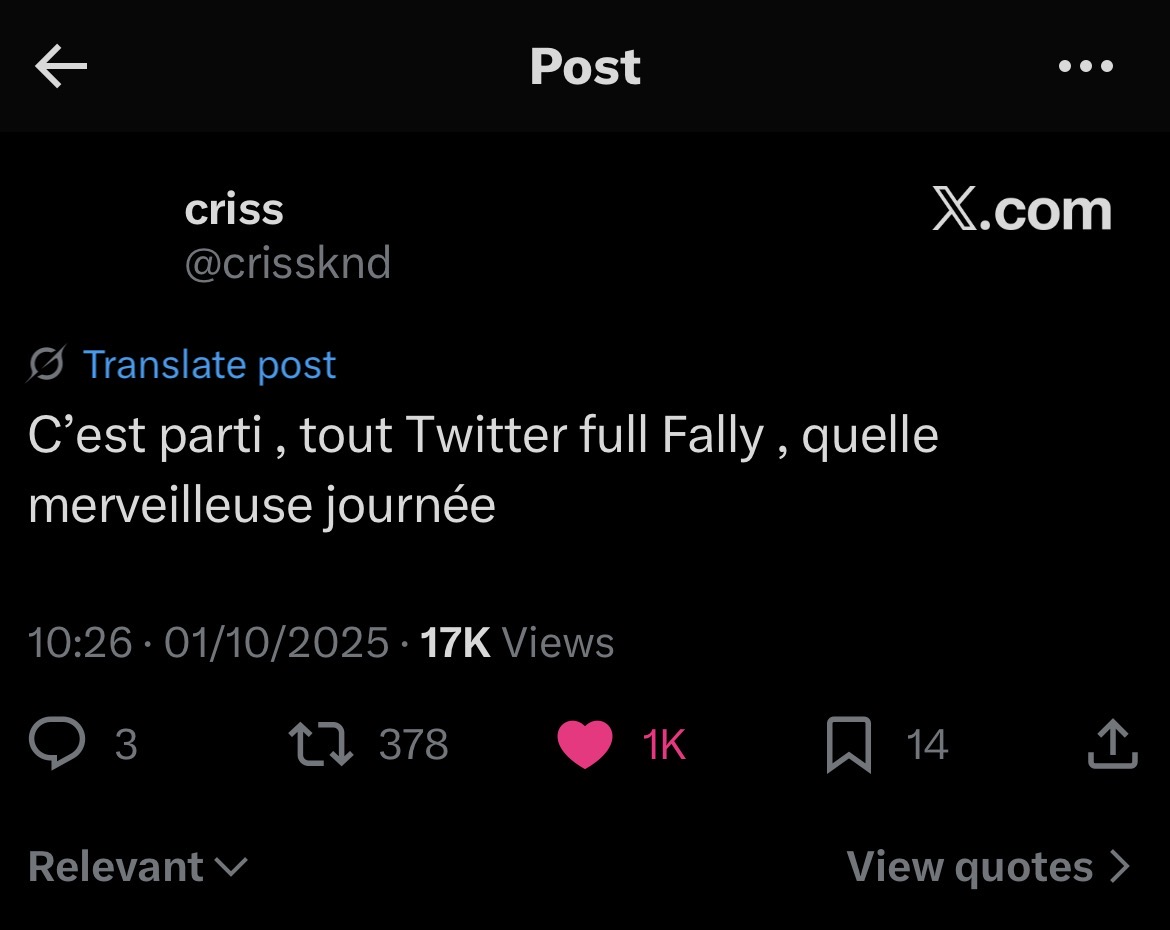 Post
criss
X.com
@crissknd
Translate post
C’est parti , tout Twitter full Fally , quelle
merveilleuse journée
10:26 · 01/10/2025 · 17K Views
3 378 1K 14
Relevant
View quotes